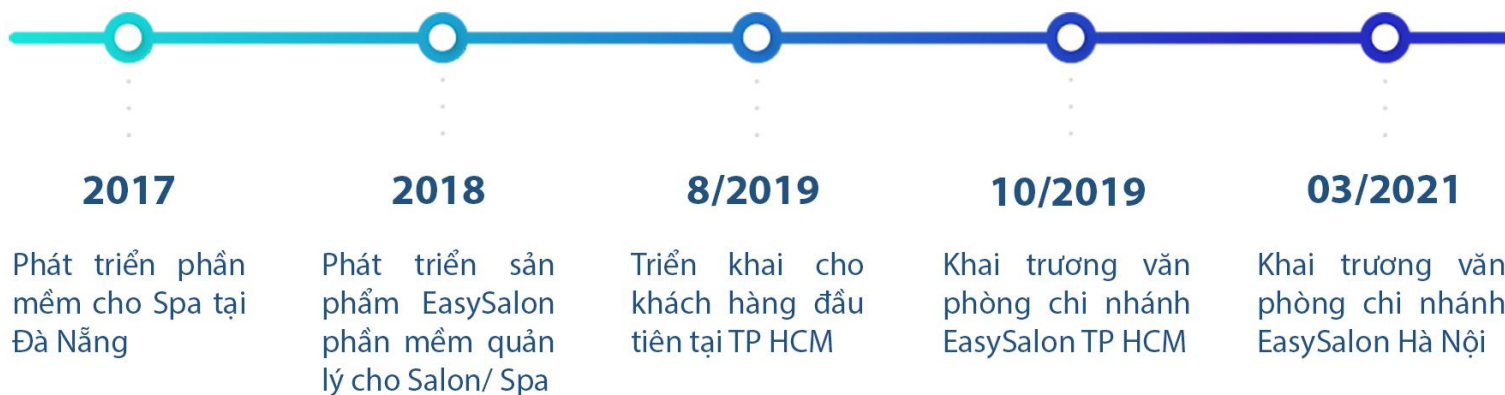 2017
Phát triển phần
mềm cho Spa tại
Đà Nẵng
2018
Phát triển sản
phẩm EasySalon
phần mềm quản
lý cho Salon/ Spa
8/2019
Triển khai cho
khách hàng đầu
tiên tại TP HCM
10/2019
Khai trương văn
phòng chi nhánh
EasySalon TP HCM
03/2021
Khai trương văn
phòng chi nhánh
EasySalon Hà Nội